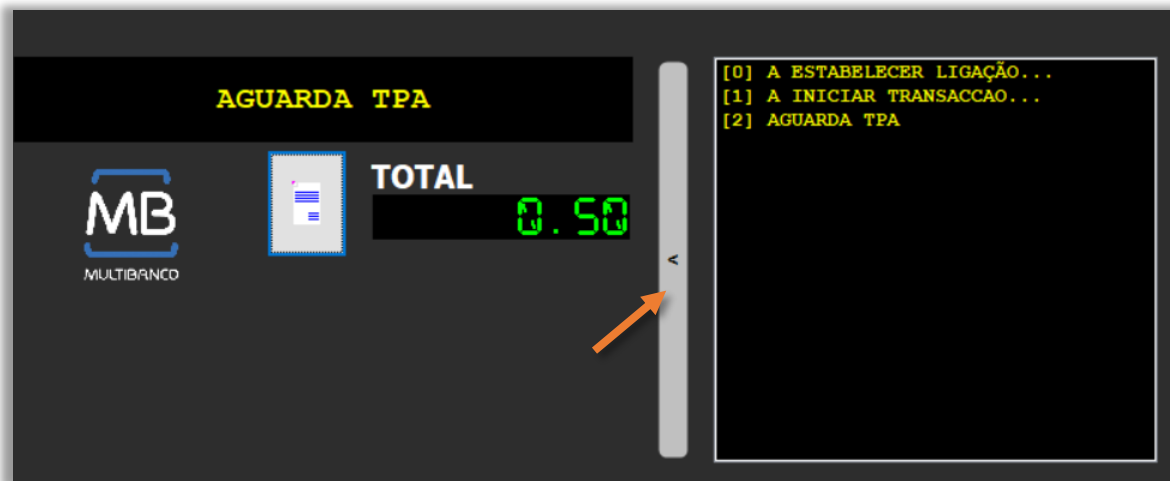 AGUARDA TPA
MB
MULTIBANCO
TOTAL
0.50
<
[0] A ESTABELECER LIGAÇÃO...
[1] A INICIAR TRANSACCAO...
[2] AGUARDA TPA